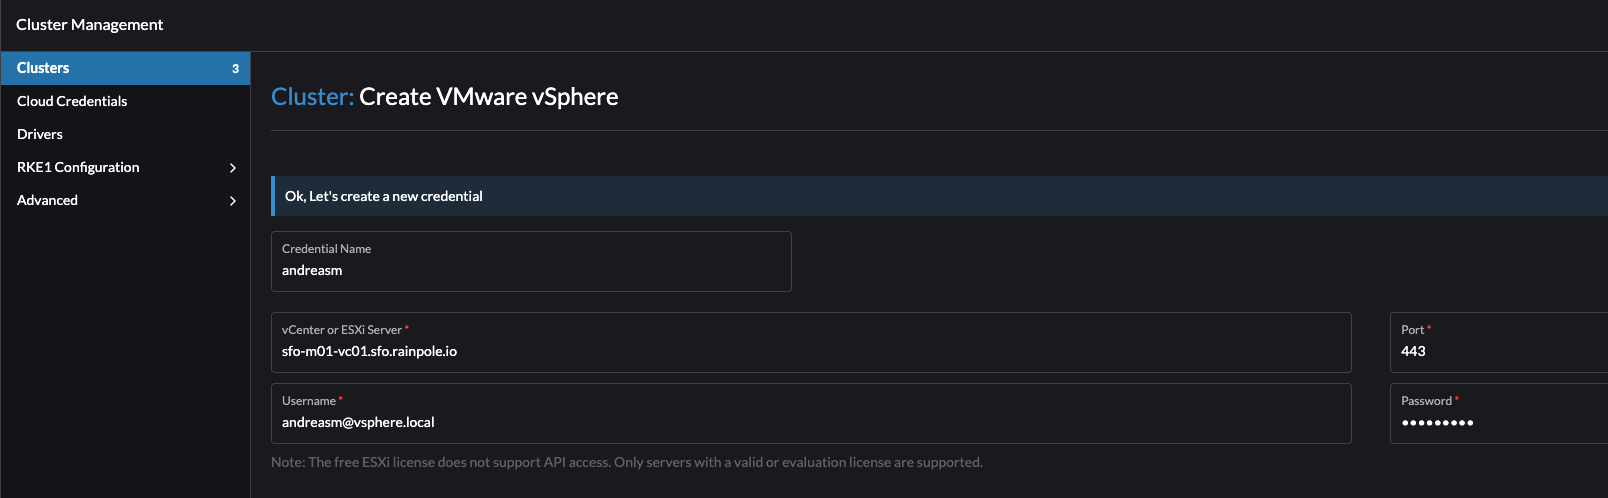 Cluster Management
Clusters 3
Cloud Credentials
Drivers
RKE1 Configuration
Advanced
Cluster: Create VMware vSphere
Ok, Let's create a new credential
Credential Name
andreasm
vCenter or ESXi Server *
sfo-m01-vc01.sfo.rainpole.io
Port *
443
Username *
andreasm@vsphere.local
Password *
•••••••••
Note: The free ESXi license does not support API access. Only servers with a valid or evaluation license are supported.